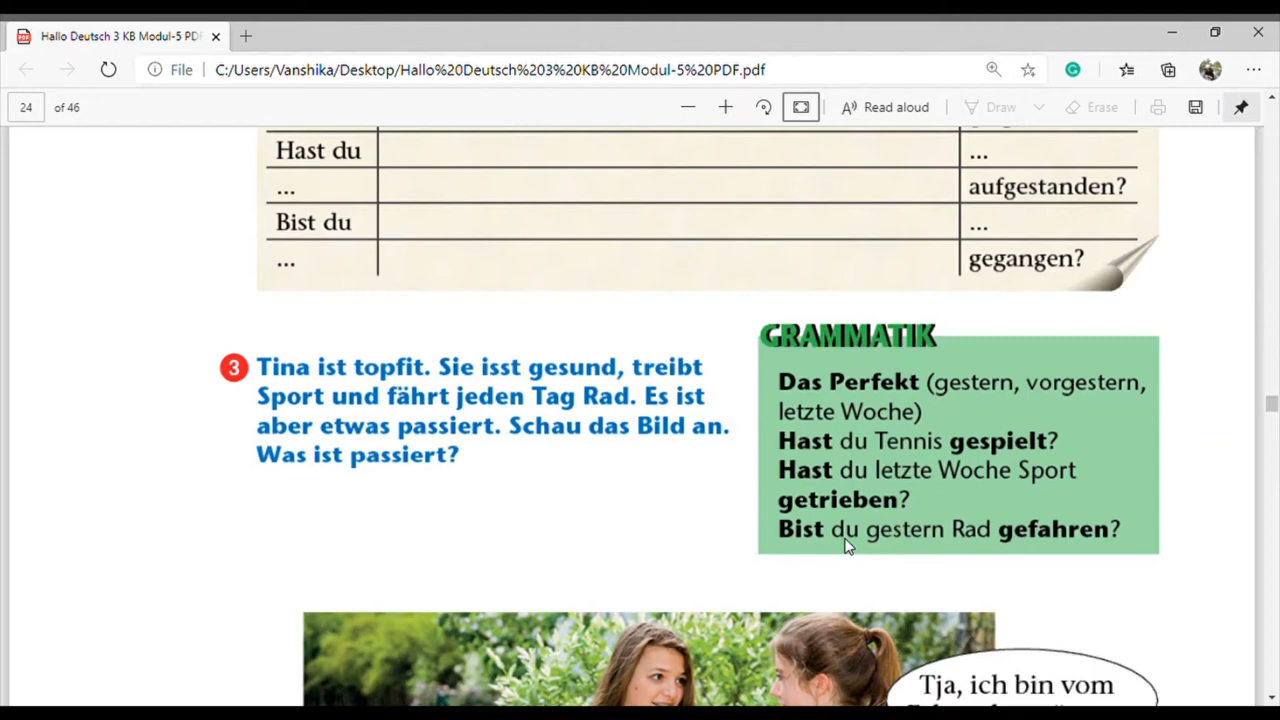 Hallo Deutsch 3 KB Modul-5 PDF
File
C:/Users/Vanshika/Desktop/Hallo%20Deutsch%203%20KB%20Modul-5%20PDF.pdf
24 of 46
Read aloud
Draw
Erase
Hast du
...
...
aufgestanden?
Bist du
...
...
gegangen?
3 Tina ist topfit. Sie isst gesund, treibt
Sport und fährt jeden Tag Rad. Es ist
aber etwas passiert. Schau das Bild an.
Was ist passiert?
GRAMMATIK
Das Perfekt (gestern, vorgestern,
letzte Woche)
Hast du Tennis gespielt?
Hast du letzte Woche Sport
getrieben?
Bist du gestern Rad gefahren?
Tja, ich bin vom